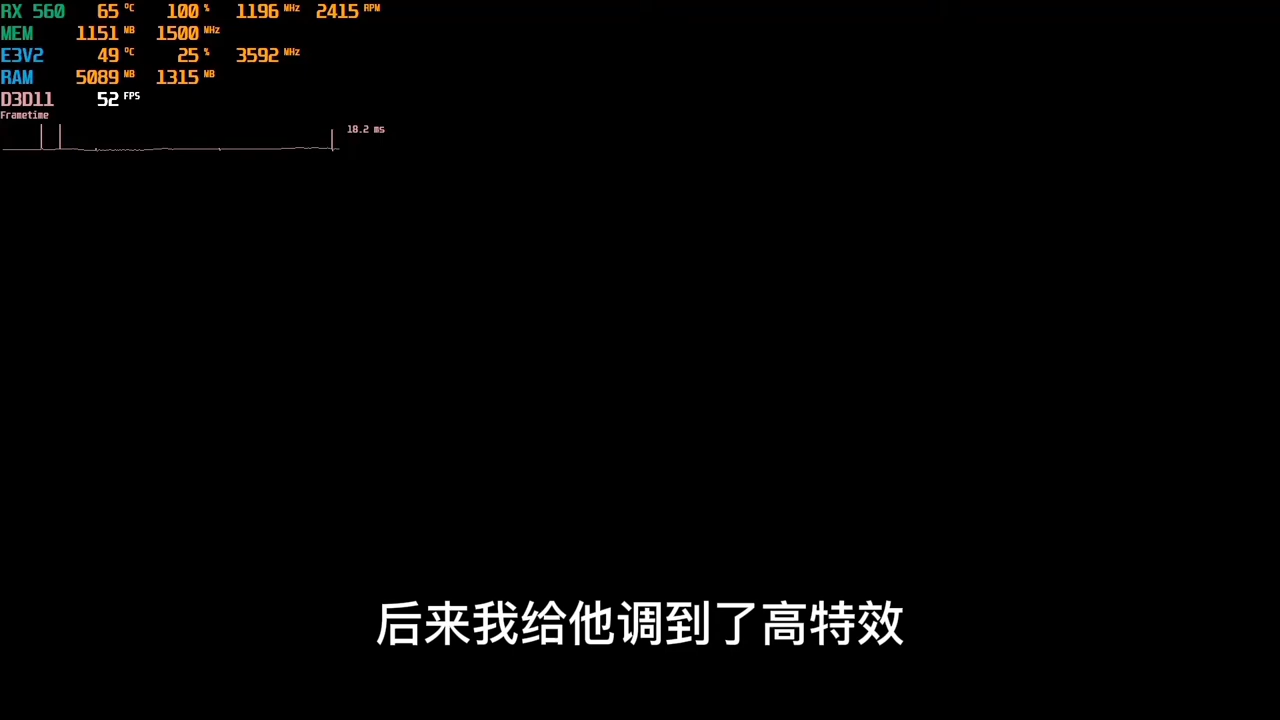 RX 560 65 °C 100 % 1196 MHz 2415 RPM
MEM 1151 MB 1500 MHz
E3V2 49 °C 25 % 3592 MHz
RAM 5089 MB 1315 MB
D3D11 52 FPS
Frametime
18.2 ms
后来我给他调到了高特效